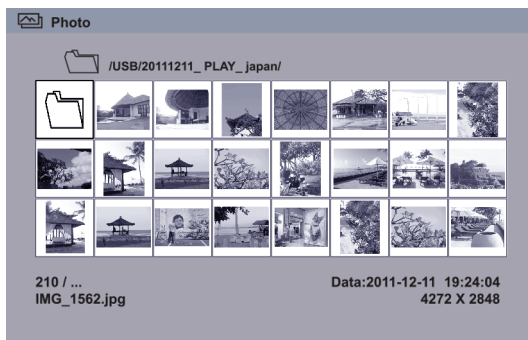 Photo
/USB/20111211_ PLAY_ japan/
210 / ...
Data:2011-12-11 19:24:04
IMG_1562.jpg
4272 X 2848